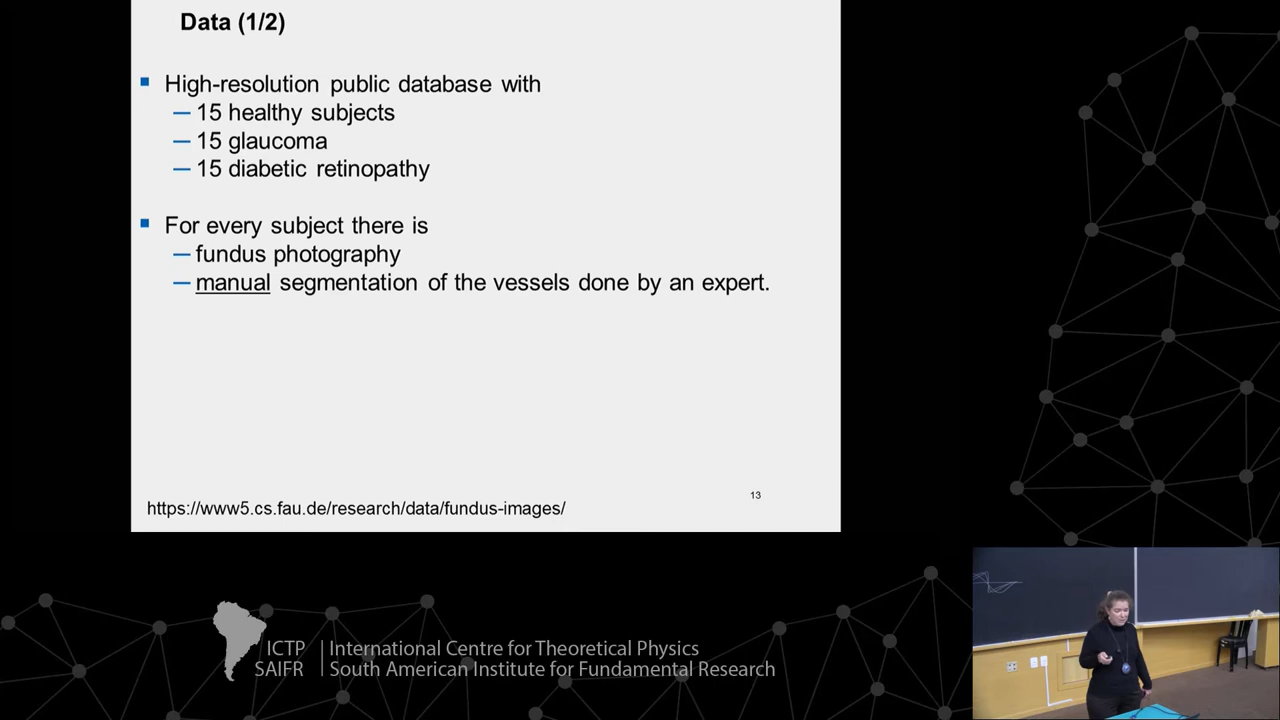 Data (1/2)
▪ High-resolution public database with
– 15 healthy subjects
– 15 glaucoma
– 15 diabetic retinopathy
▪ For every subject there is
– fundus photography
– manual segmentation of the vessels done by an expert.
13
https://www5.cs.fau.de/research/data/fundus-images/
ICTP | International Centre for Theoretical Physics
SAIFR | South American Institute for Fundamental Research